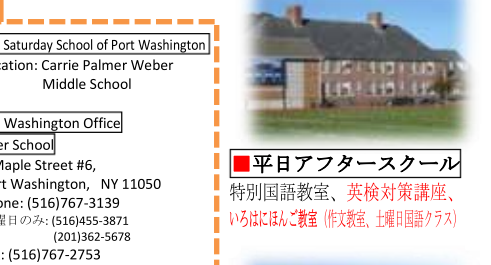 Saturday School of Port Washington
ation: Carrie Palmer Weber
Middle School
Washington Office
er School
Maple Street #6,
rt Washington, NY 11050
one: (516)767-3139
曜日のみ: (516)455-3871
(201)362-5678
: (516)767-2753
■平日アフタースクール
特別国語教室、英検対策講座、
いろはにほんご教室（作文教室、土曜日国語クラス）